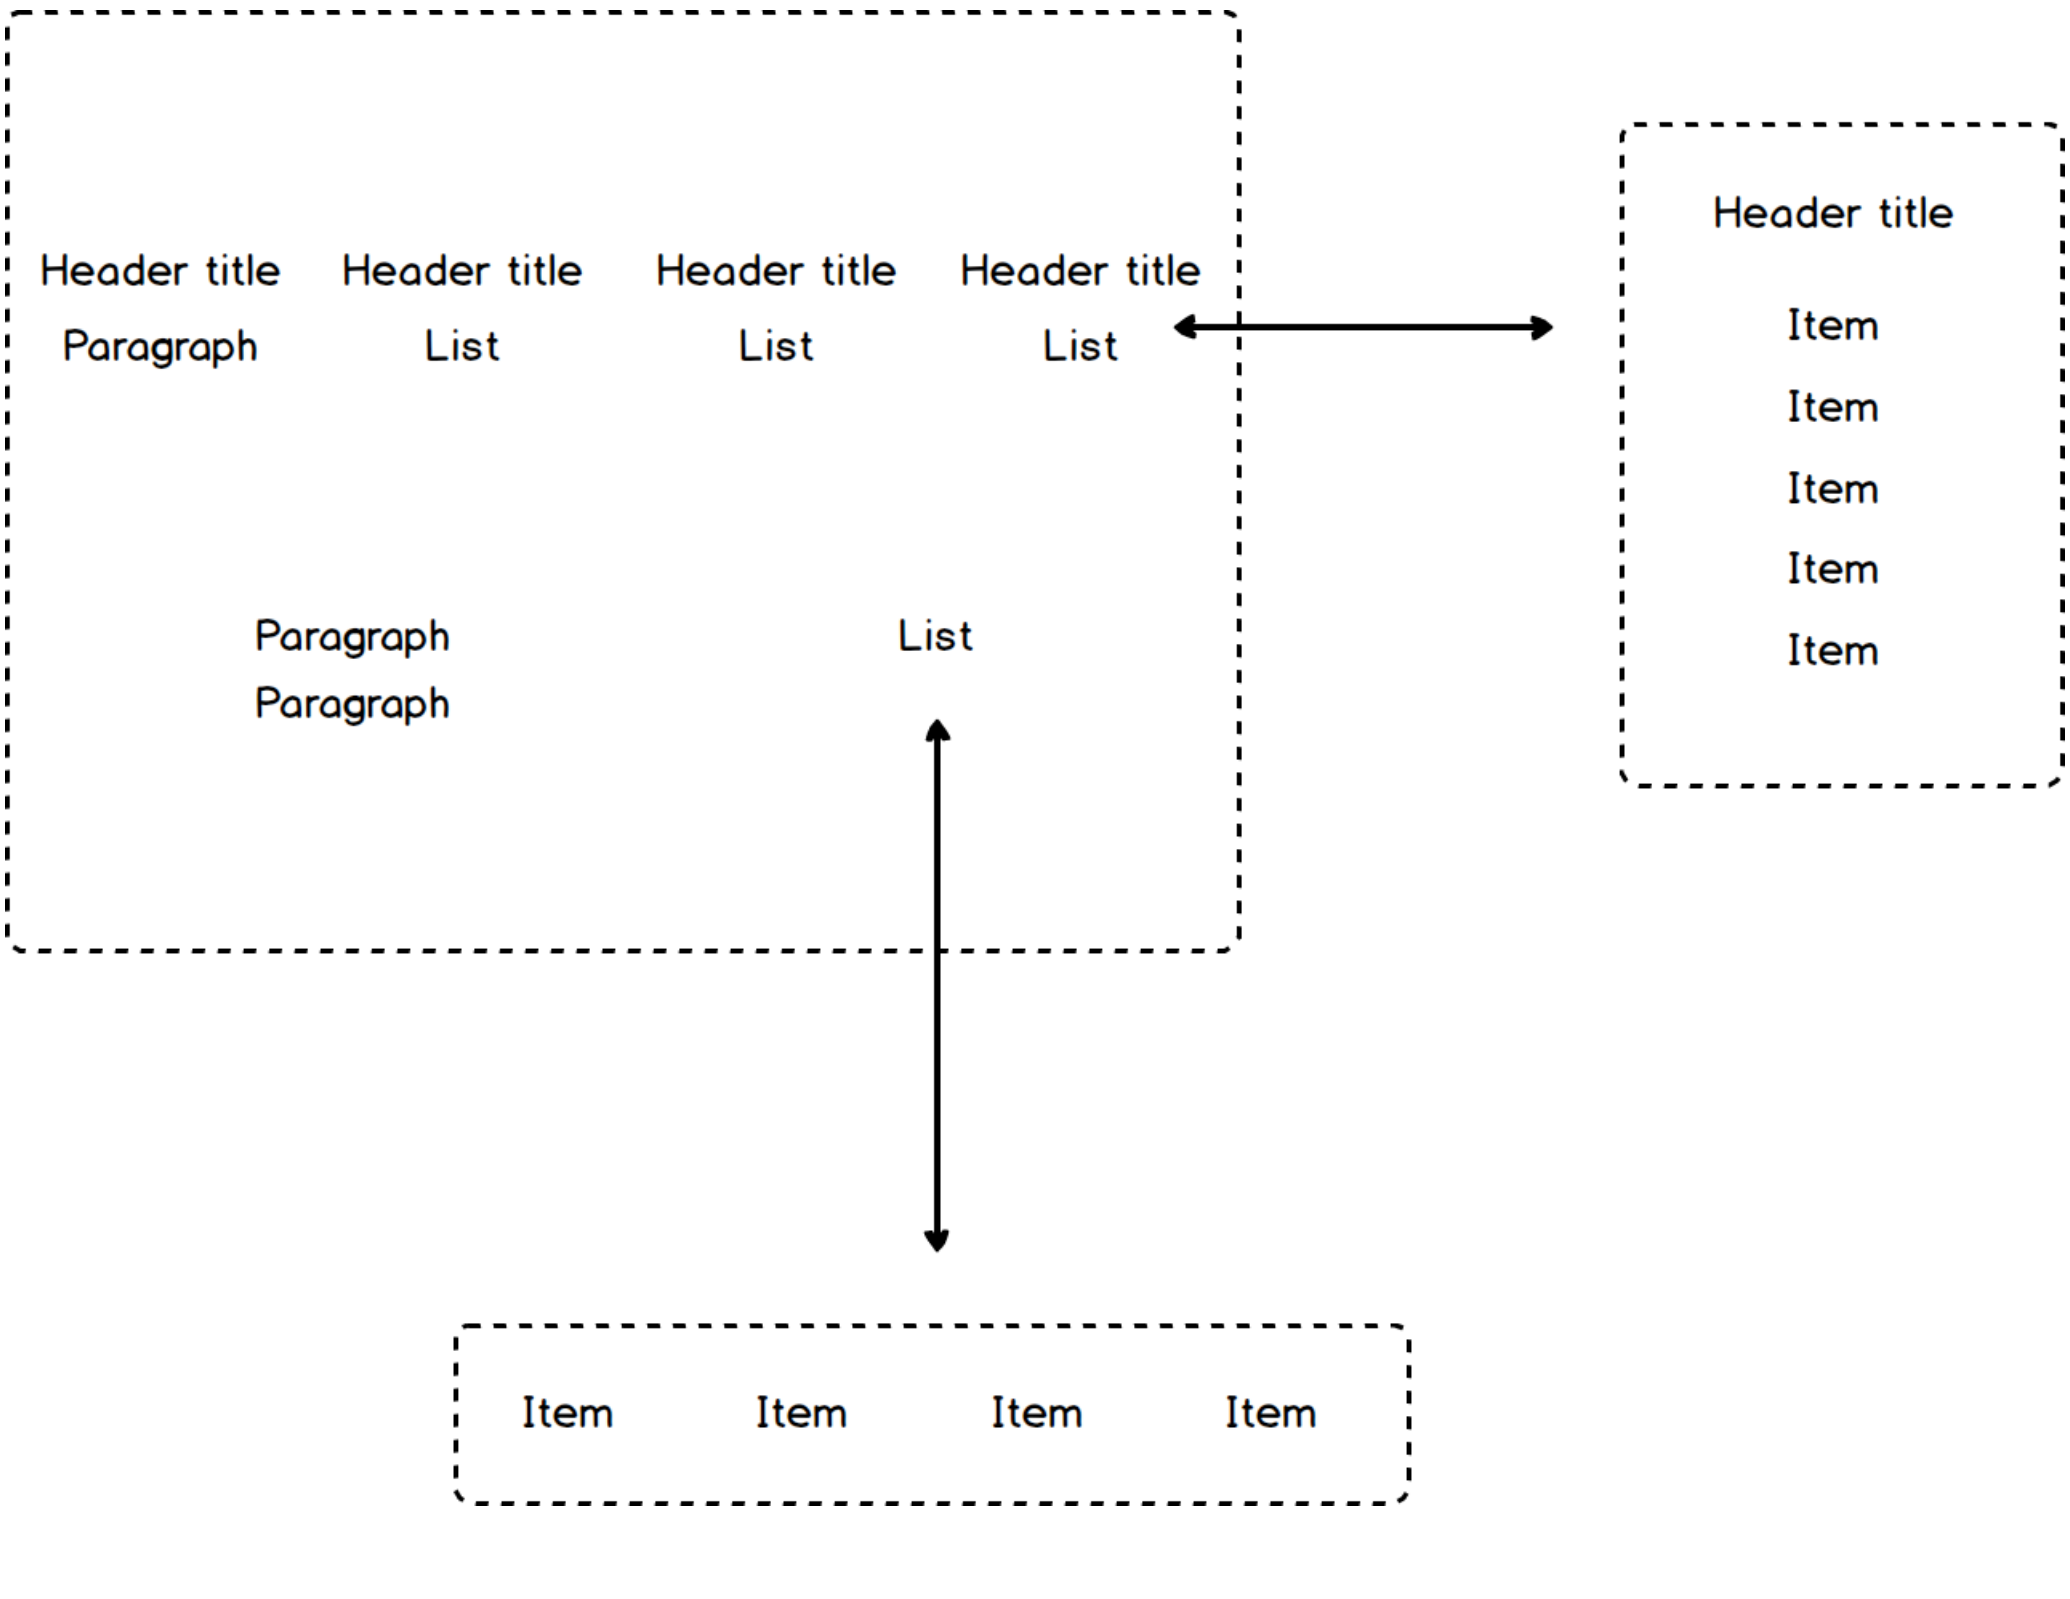 Header title Header title Header title Header title
Paragraph List List List
Paragraph List
Paragraph
Header title
Item
Item
Item
Item
Item
Item Item Item Item